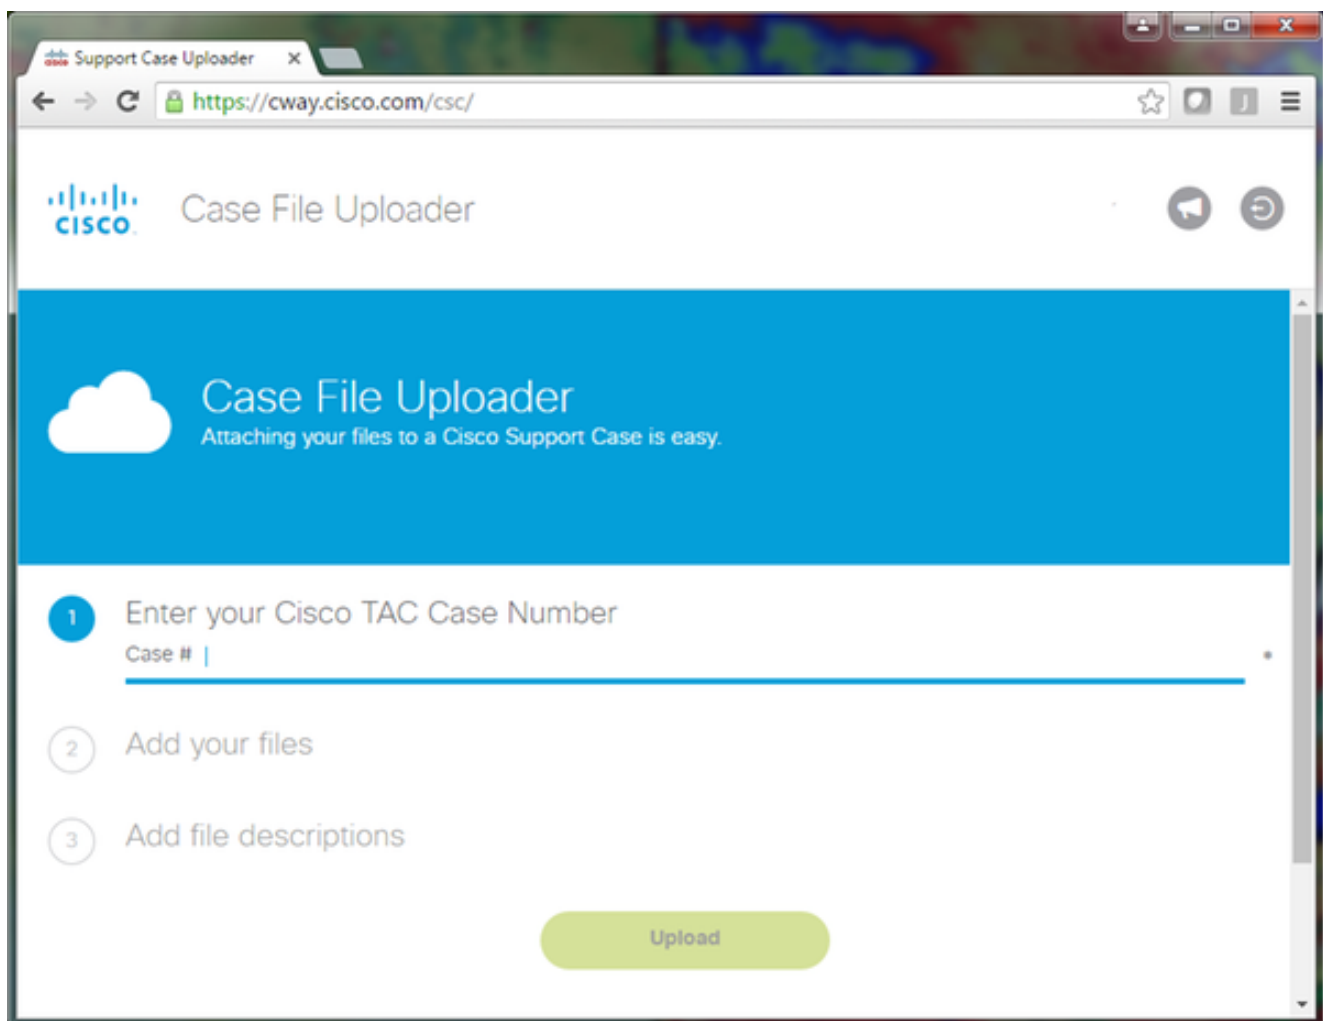 Support Case Uploader
https://cway.cisco.com/csc/
J
CISCO
Case File Uploader
Case File Uploader
Attaching your files to a Cisco Support Case is easy.
1
Enter your Cisco TAC Case Number
Case #
2
Add your files
3
Add file descriptions
Upload